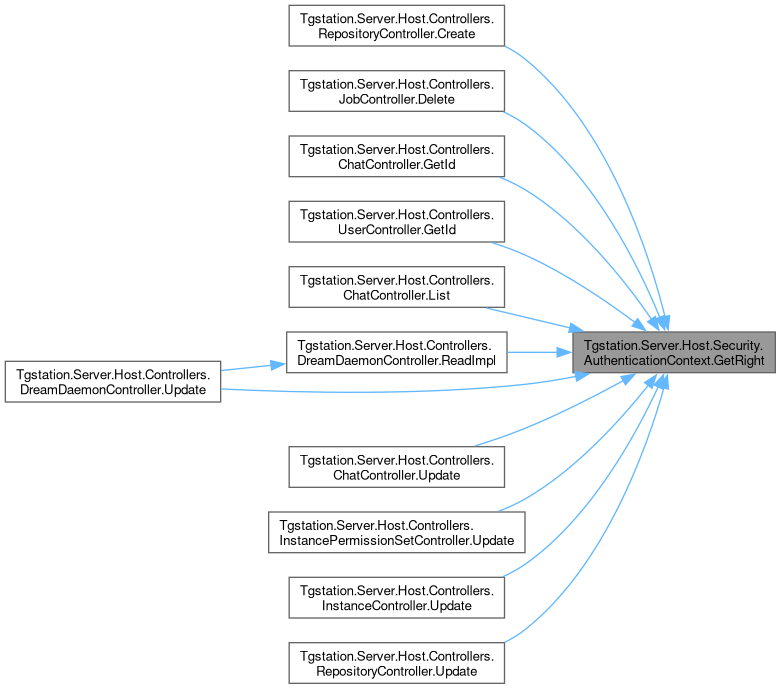 Tgstation.Server.Host.Controllers.
RepositoryController.Create
Tgstation.Server.Host.Controllers.
JobController.Delete
Tgstation.Server.Host.Controllers.
ChatController.GetId
Tgstation.Server.Host.Controllers.
UserController.GetId
Tgstation.Server.Host.Controllers.
ChatController.List
Tgstation.Server.Host.Controllers.
DreamDaemonController.ReadImpl
Tgstation.Server.Host.Security.
AuthenticationContext.GetRight
Tgstation.Server.Host.Controllers.
DreamDaemonController.Update
Tgstation.Server.Host.Controllers.
ChatController.Update
Tgstation.Server.Host.Controllers.
InstancePermissionSetController.Update
Tgstation.Server.Host.Controllers.
InstanceController.Update
Tgstation.Server.Host.Controllers.
RepositoryController.Update